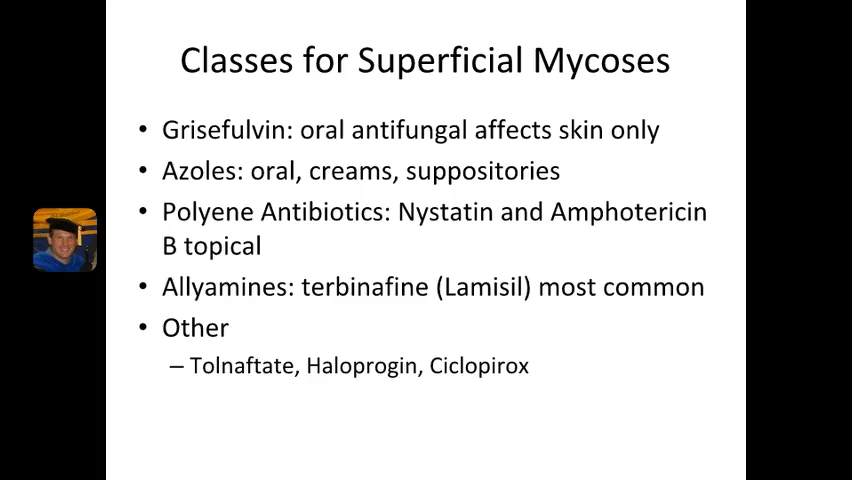 Classes for Superficial Mycoses
• Grisefulvin: oral antifungal affects skin only
• Azoles: oral, creams, suppositories
• Polyene Antibiotics: Nystatin and Amphotericin
B topical
• Allyamines: terbinafine (Lamisil) most common
• Other
– Tolnaftate, Haloprogin, Ciclopirox